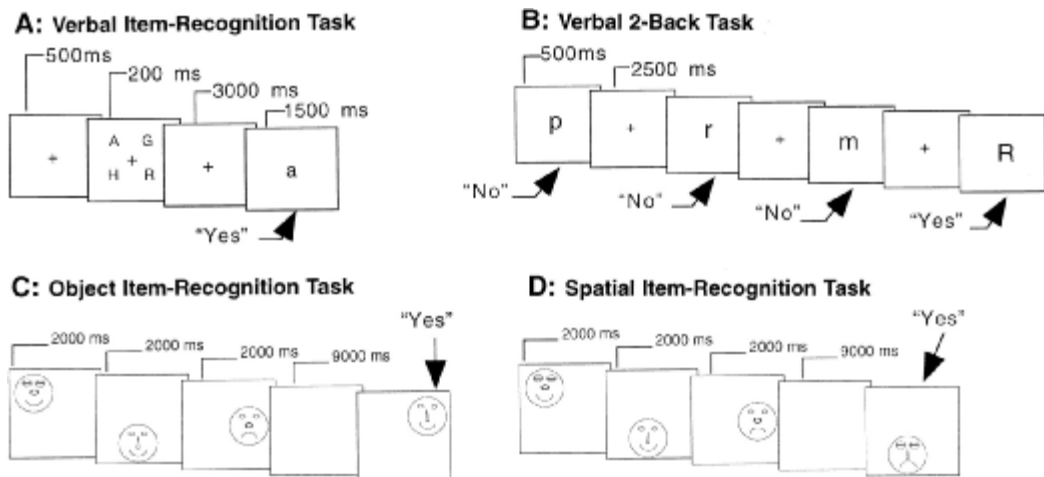 A: Verbal Item-Recognition Task
500ms
200 ms
3000 ms
1500 ms
+
A G
+
H R
+
a
"Yes"
B: Verbal 2-Back Task
500ms
2500 ms
p
+
r
+
m
+
R
"No"
"No"
"No"
"Yes"
C: Object Item-Recognition Task
"Yes"
2000 ms
2000 ms
2000 ms
9000 ms
D: Spatial Item-Recognition Task
"Yes"
2000 ms
2000 ms
2000 ms
9000 ms